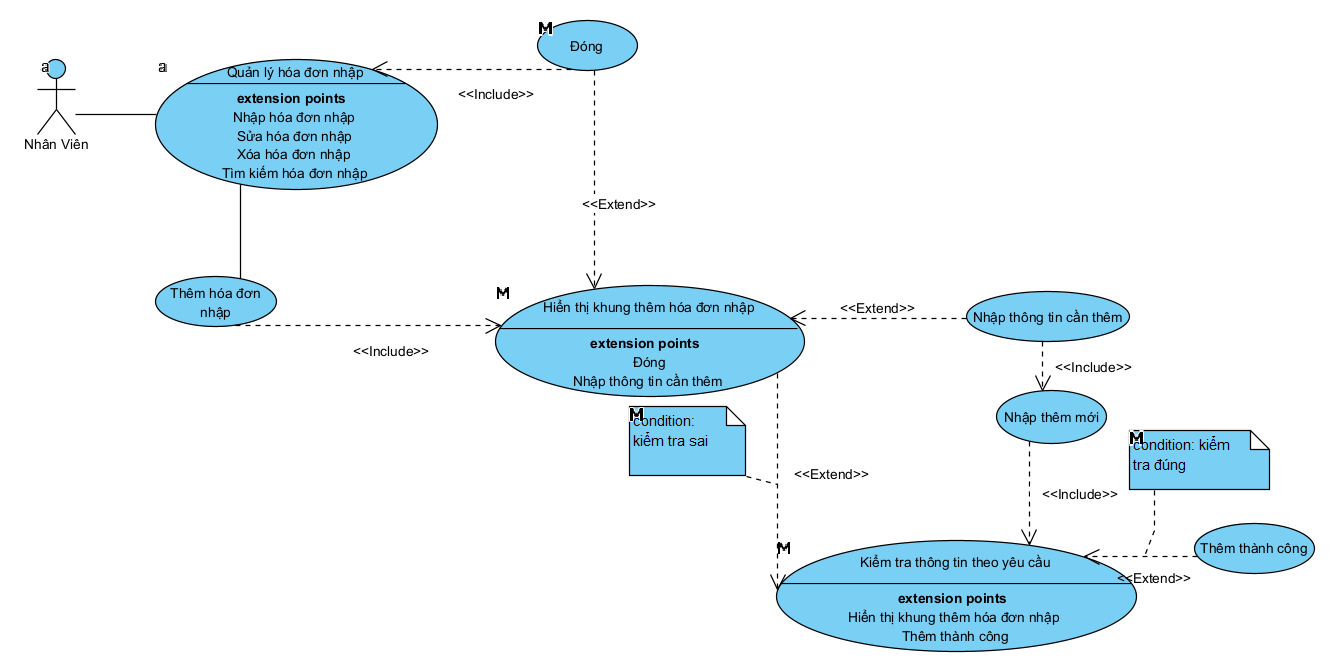 M
Đóng
a
a
Quản lý hóa đơn nhập
extension points
Nhập hóa đơn nhập
Sửa hóa đơn nhập
Xóa hóa đơn nhập
Tìm kiếm hóa đơn nhập
Nhân Viên
<<Include>>
<<Extend>>
Thêm hóa đơn
nhập
<<Include>>
M
Hiển thị khung thêm hóa đơn nhập
extension points
Đóng
Nhập thông tin cần thêm
<<Extend>>
Nhập thông tin cần thêm
<<Include>>
Nhập thêm mới
M
condition:
kiểm tra sai
<<Extend>>
<<Include>>
M
condition: kiểm
tra đúng
Thêm thành công
<<Extend>>
M
Kiểm tra thông tin theo yêu cầu
extension points
Hiển thị khung thêm hóa đơn nhập
Thêm thành công